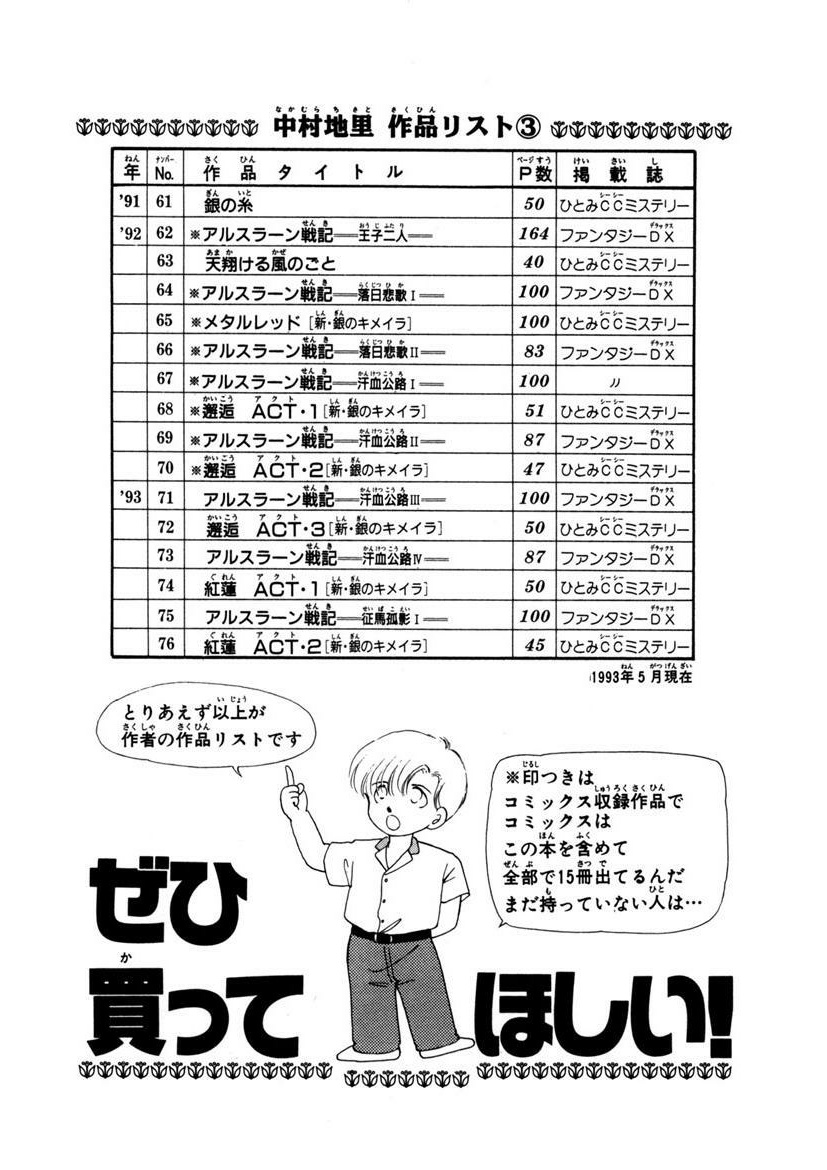 中村地里 作品リスト③
年 No. 作品タイトル P数 掲載誌
'91 61 銀の糸 50 ひとみCCミステリー
'92 62 ※アルスラーン戦記──王子二人── 164 ファンタジーDX
63 天翔ける風のごと 40 ひとみCCミステリー
64 ※アルスラーン戦記──落日悲歌Ⅰ── 100 ファンタジーDX
65 ※メタルレッド[新・銀のキメイラ] 100 ひとみCCミステリー
66 ※アルスラーン戦記──落日悲歌Ⅱ── 83 ファンタジーDX
67 ※アルスラーン戦記──汗血公路Ⅰ── 100 〃
68 ※邂逅 ACT・1[新・銀のキメイラ] 51 ひとみCCミステリー
69 ※アルスラーン戦記──汗血公路Ⅱ── 87 ファンタジーDX
70 ※邂逅 ACT・2[新・銀のキメイラ] 47 ひとみCCミステリー
'93 71 アルスラーン戦記──汗血公路Ⅲ── 100 ファンタジーDX
72 邂逅 ACT・3[新・銀のキメイラ] 50 ひとみCCミステリー
73 アルスラーン戦記──汗血公路Ⅳ── 87 ファンタジーDX
74 紅蓮 ACT・1[新・銀のキメイラ] 50 ひとみCCミステリー
75 アルスラーン戦記──征馬孤影Ⅰ── 100 ファンタジーDX
76 紅蓮 ACT・2[新・銀のキメイラ] 45 ひとみCCミステリー
1993年5月現在
とりあえず以上が
作者の作品リストです
※印つきは
コミックス収録作品で
コミックスは
この本を含めて
全部で15冊出てるんだ
まだ持っていない人は…
ぜひ
買って
ほしい!